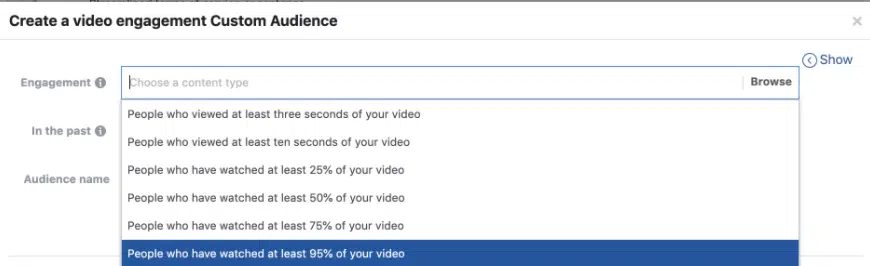 Create a video engagement Custom Audience
Show
Engagement
Choose a content type
Browse
People who viewed at least three seconds of your video
People who viewed at least ten seconds of your video
In the past
People who have watched at least 25% of your video
Audience name
People who have watched at least 50% of your video
People who have watched at least 75% of your video
People who have watched at least 95% of your video